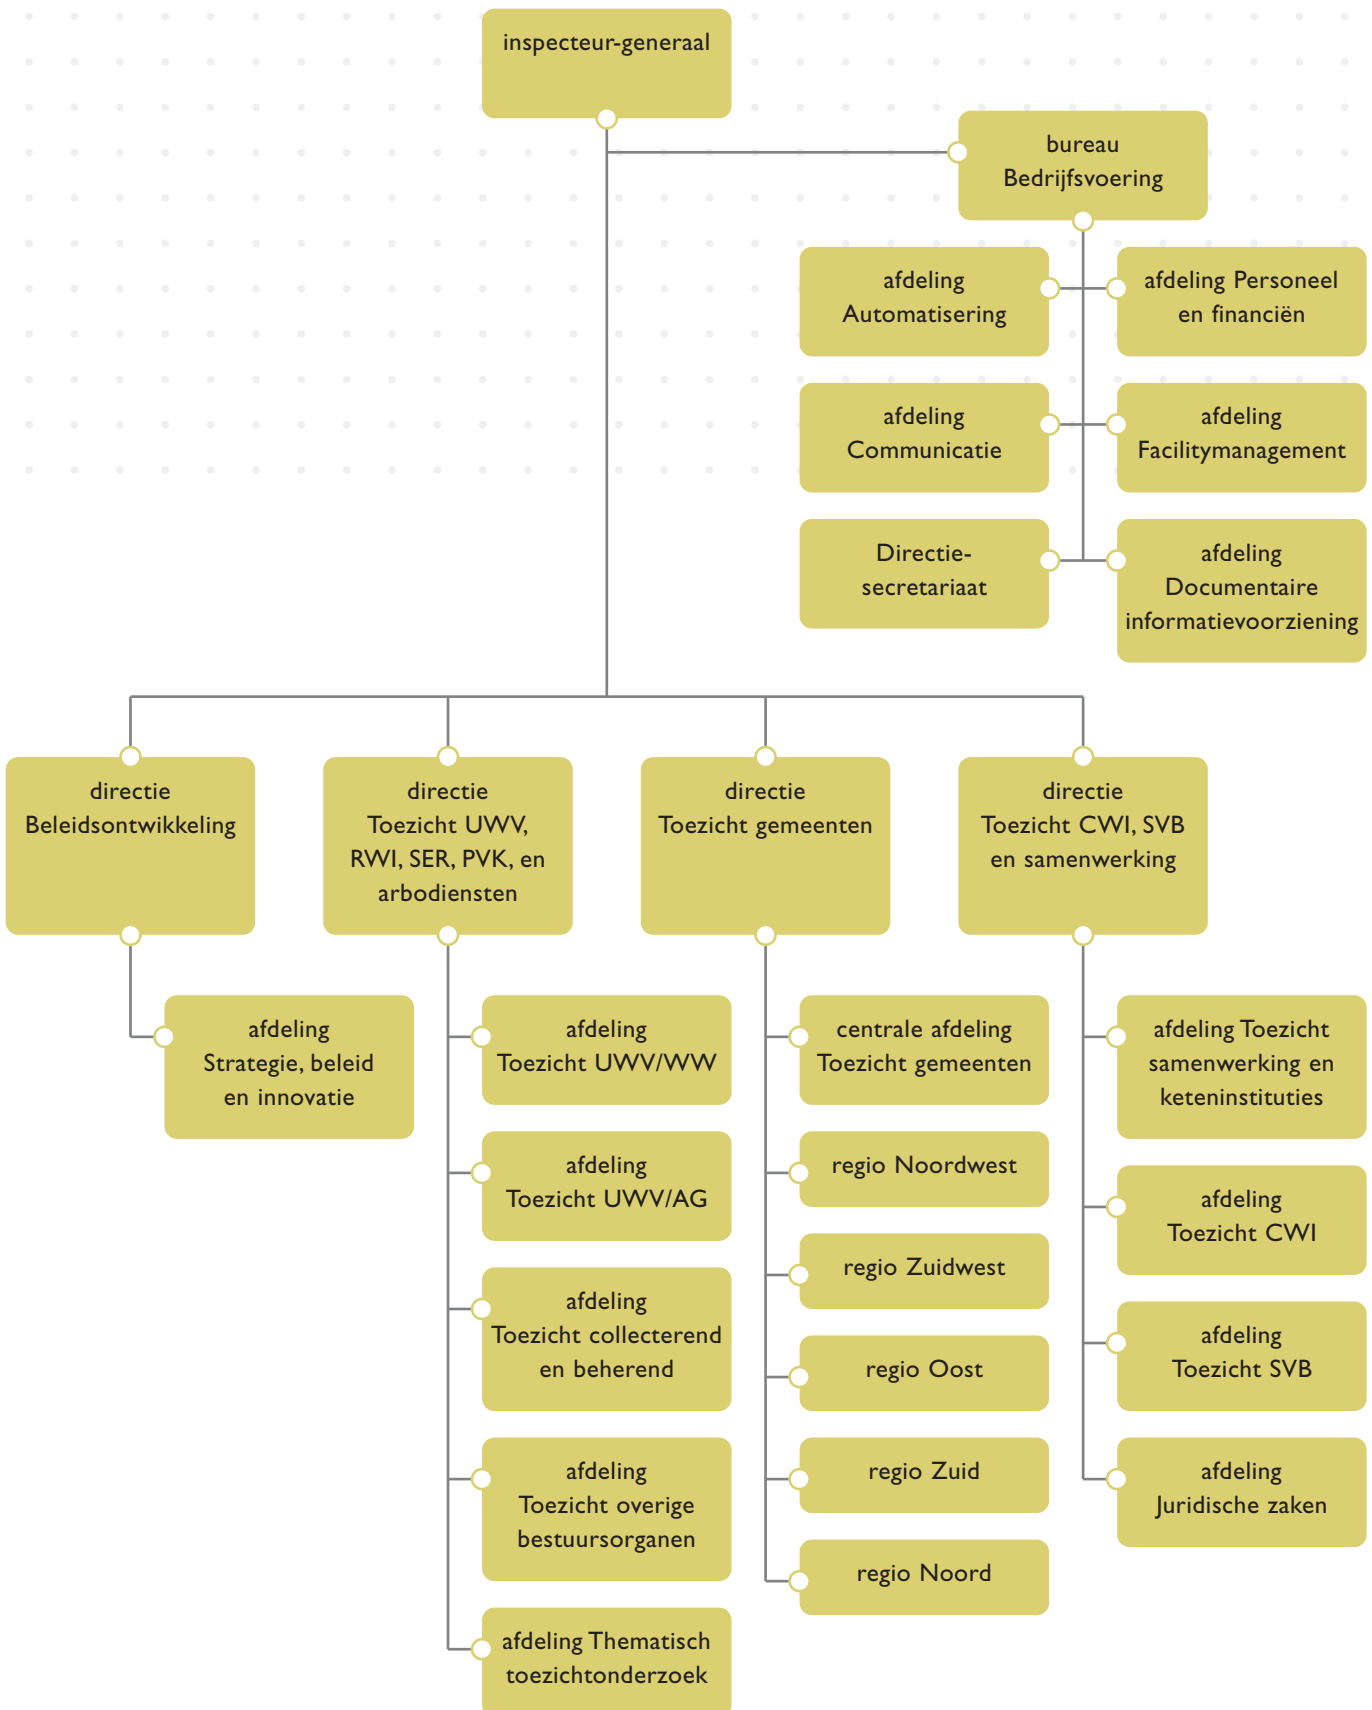 inspecteur-generaal
bureau
Bedrijfsvoering
afdeling
Automatisering
afdeling Personeel
en financiën
afdeling
Communicatie
afdeling
Facilitymanagement
Directie-
secretariaat
afdeling
Documentaire
informatievoorziening
directie
Beleidsontwikkeling
directie
Toezicht UWV,
RWI, SER, PVK, en
arbodiensten
directie
Toezicht gemeenten
directie
Toezicht CWI, SVB
en samenwerking
afdeling
Strategie, beleid
en innovatie
afdeling
Toezicht UWV/WW
afdeling
Toezicht UWV/AG
afdeling
Toezicht collecterend
en beherend
afdeling
Toezicht overige
bestuursorganen
afdeling Thematisch
toezichtonderzoek
centrale afdeling
Toezicht gemeenten
regio Noordwest
regio Zuidwest
regio Oost
regio Zuid
regio Noord
afdeling Toezicht
samenwerking en
keteninstituties
afdeling
Toezicht CWI
afdeling
Toezicht SVB
afdeling
Juridische zaken